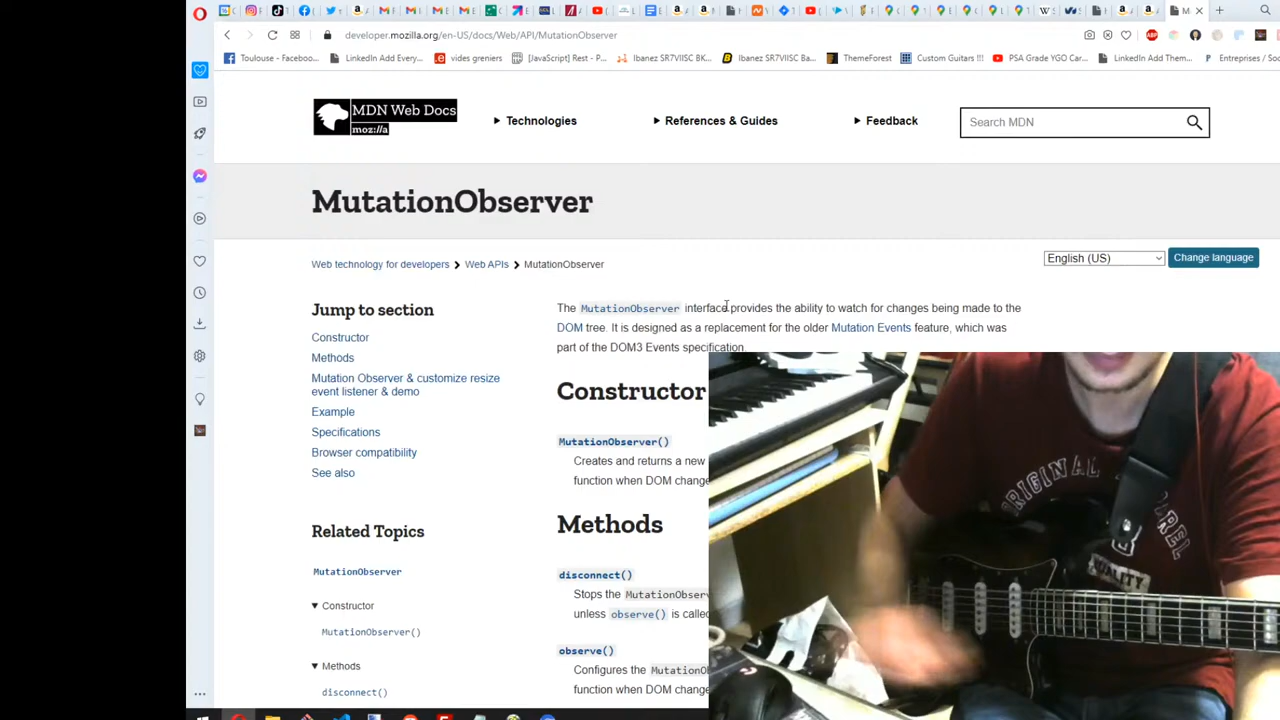 developer.mozilla.org/en-US/docs/Web/API/MutationObserver
Toulouse - Faceboo...
LinkedIn Add Every...
vides greniers
[JavaScript] Rest - P...
Ibanez SR7VIISC BK...
Ibanez SR7VIISC Ba...
ThemeForest
Custom Guitars !!!
PSA Grade YGO Car...
LinkedIn Add Them...
Entreprises / Soc
MDN Web Docs
moz://a
Technologies
References & Guides
Feedback
Search MDN
MutationObserver
Web technology for developers
Web APIs
MutationObserver
English (US)
Change language
Jump to section
Constructor
Methods
Mutation Observer & customize resize
event listener & demo
Example
Specifications
Browser compatibility
See also
Related Topics
MutationObserver
Constructor
MutationObserver()
Methods
disconnect()
The MutationObserver interface provides the ability to watch for changes being made to the
DOM tree. It is designed as a replacement for the older Mutation Events feature, which was
part of the DOM3 Events specification.
Constructor
MutationObserver()
Creates and returns a new
function when DOM change
Methods
disconnect()
Stops the MutationObserv
unless observe() is called
observe()
Configures the MutationOb
function when DOM change
ORIGINAL
QUALITY